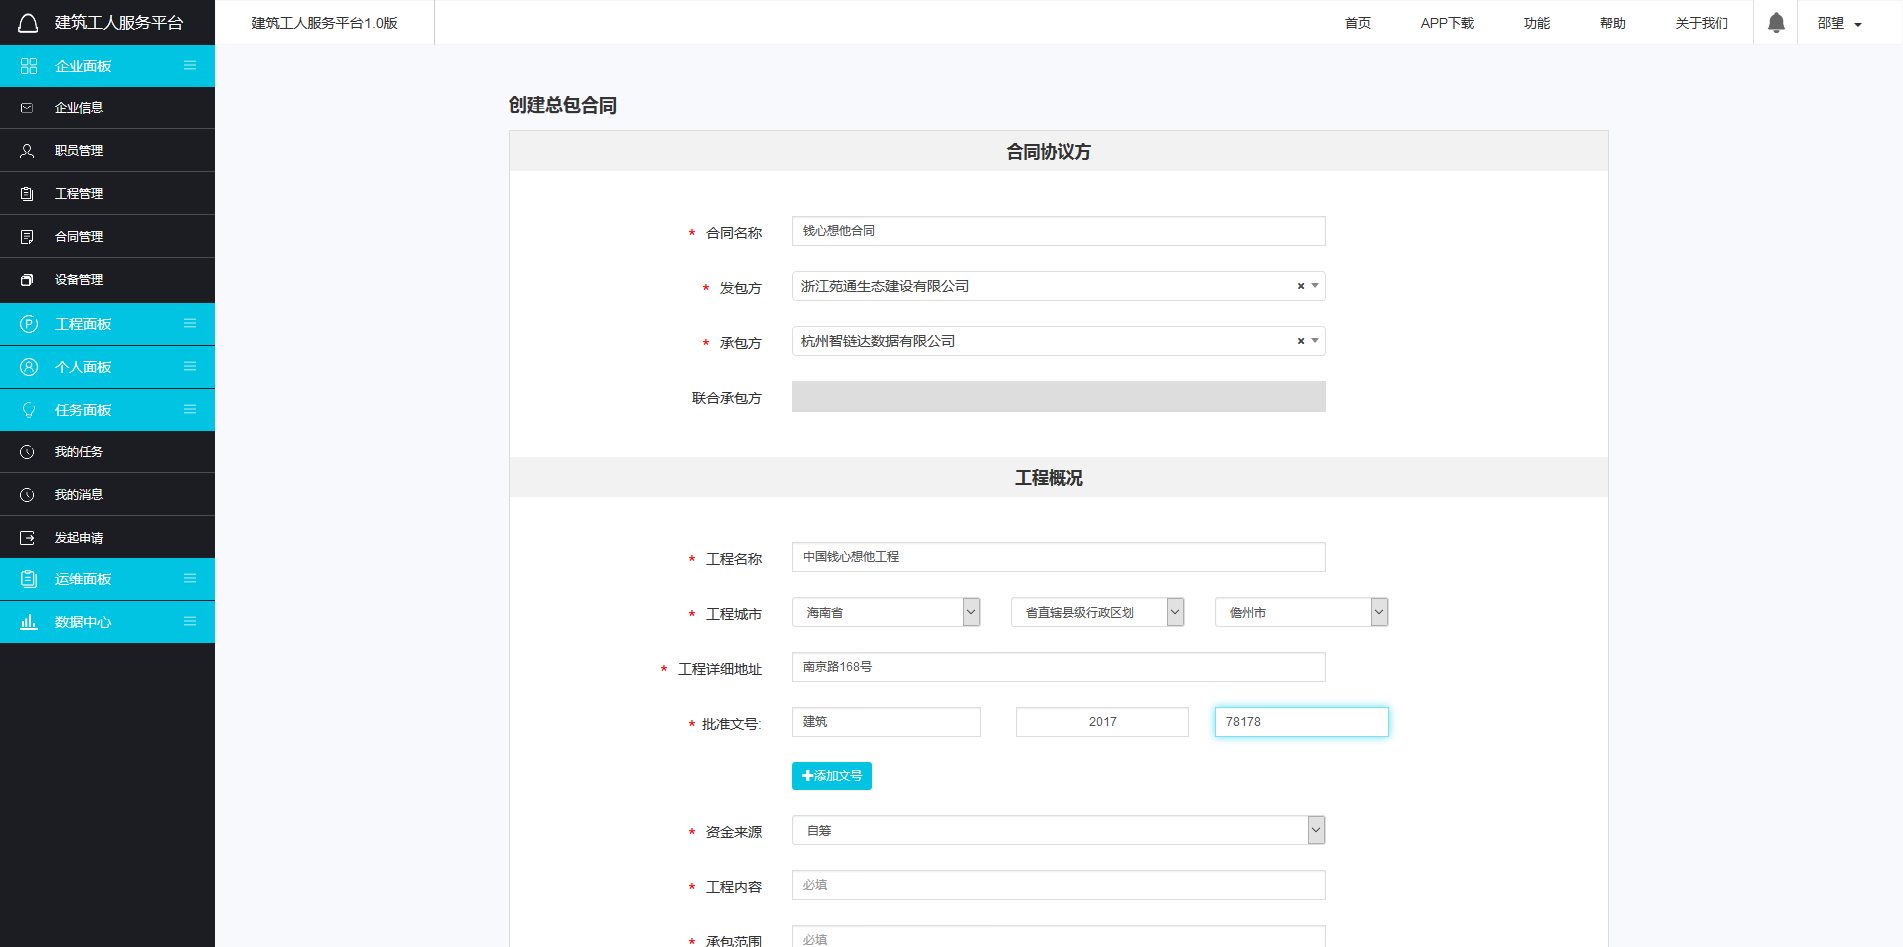 建筑工人服务平台
建筑工人服务平台1.0版
首页
APP下载
功能
帮助
关于我们
邵望
企业面板
企业信息
职员管理
工程管理
合同管理
设备管理
工程面板
个人面板
任务面板
我的任务
我的消息
发起申请
运维面板
数据中心
创建总包合同
合同协议方
* 合同名称 钱心想他合同
* 发包方 浙江苑通生态建设有限公司 ×
* 承包方 杭州智链达数据有限公司 ×
联合承包方
工程概况
* 工程名称 中国钱心想他工程
* 工程城市 海南省 省直辖县级行政区划 儋州市
* 工程详细地址 南京路168号
* 批准文号: 建筑 2017 78178
添加文号
* 资金来源 自筹
* 工程内容 必填
* 承包范围 必填